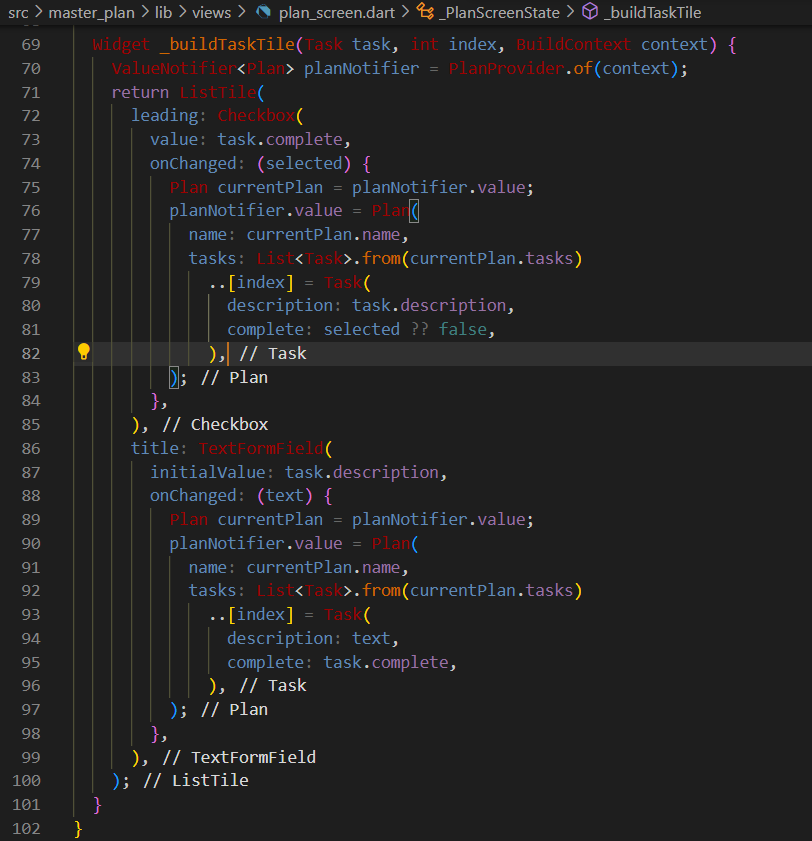 src > master_plan > lib > views > plan_screen.dart > _PlanScreenState > _buildTaskTile
69 Widget _buildTaskTile(Task task, int index, BuildContext context) {
70 ValueNotifier<Plan> planNotifier = PlanProvider.of(context);
71 return ListTile(
72 leading: Checkbox(
73 value: task.complete,
74 onChanged: (selected) {
75 Plan currentPlan = planNotifier.value;
76 planNotifier.value = Plan(
77 name: currentPlan.name,
78 tasks: List<Task>.from(currentPlan.tasks)
79 ..[index] = Task(
80 description: task.description,
81 complete: selected ?? false,
82 ), // Task
83 ); // Plan
84 },
85 ), // Checkbox
86 title: TextFormField(
87 initialValue: task.description,
88 onChanged: (text) {
89 Plan currentPlan = planNotifier.value;
90 planNotifier.value = Plan(
91 name: currentPlan.name,
92 tasks: List<Task>.from(currentPlan.tasks)
93 ..[index] = Task(
94 description: text,
95 complete: task.complete,
96 ), // Task
97 ); // Plan
98 },
99 ), // TextFormField
100 ); // ListTile
101 }
102 }